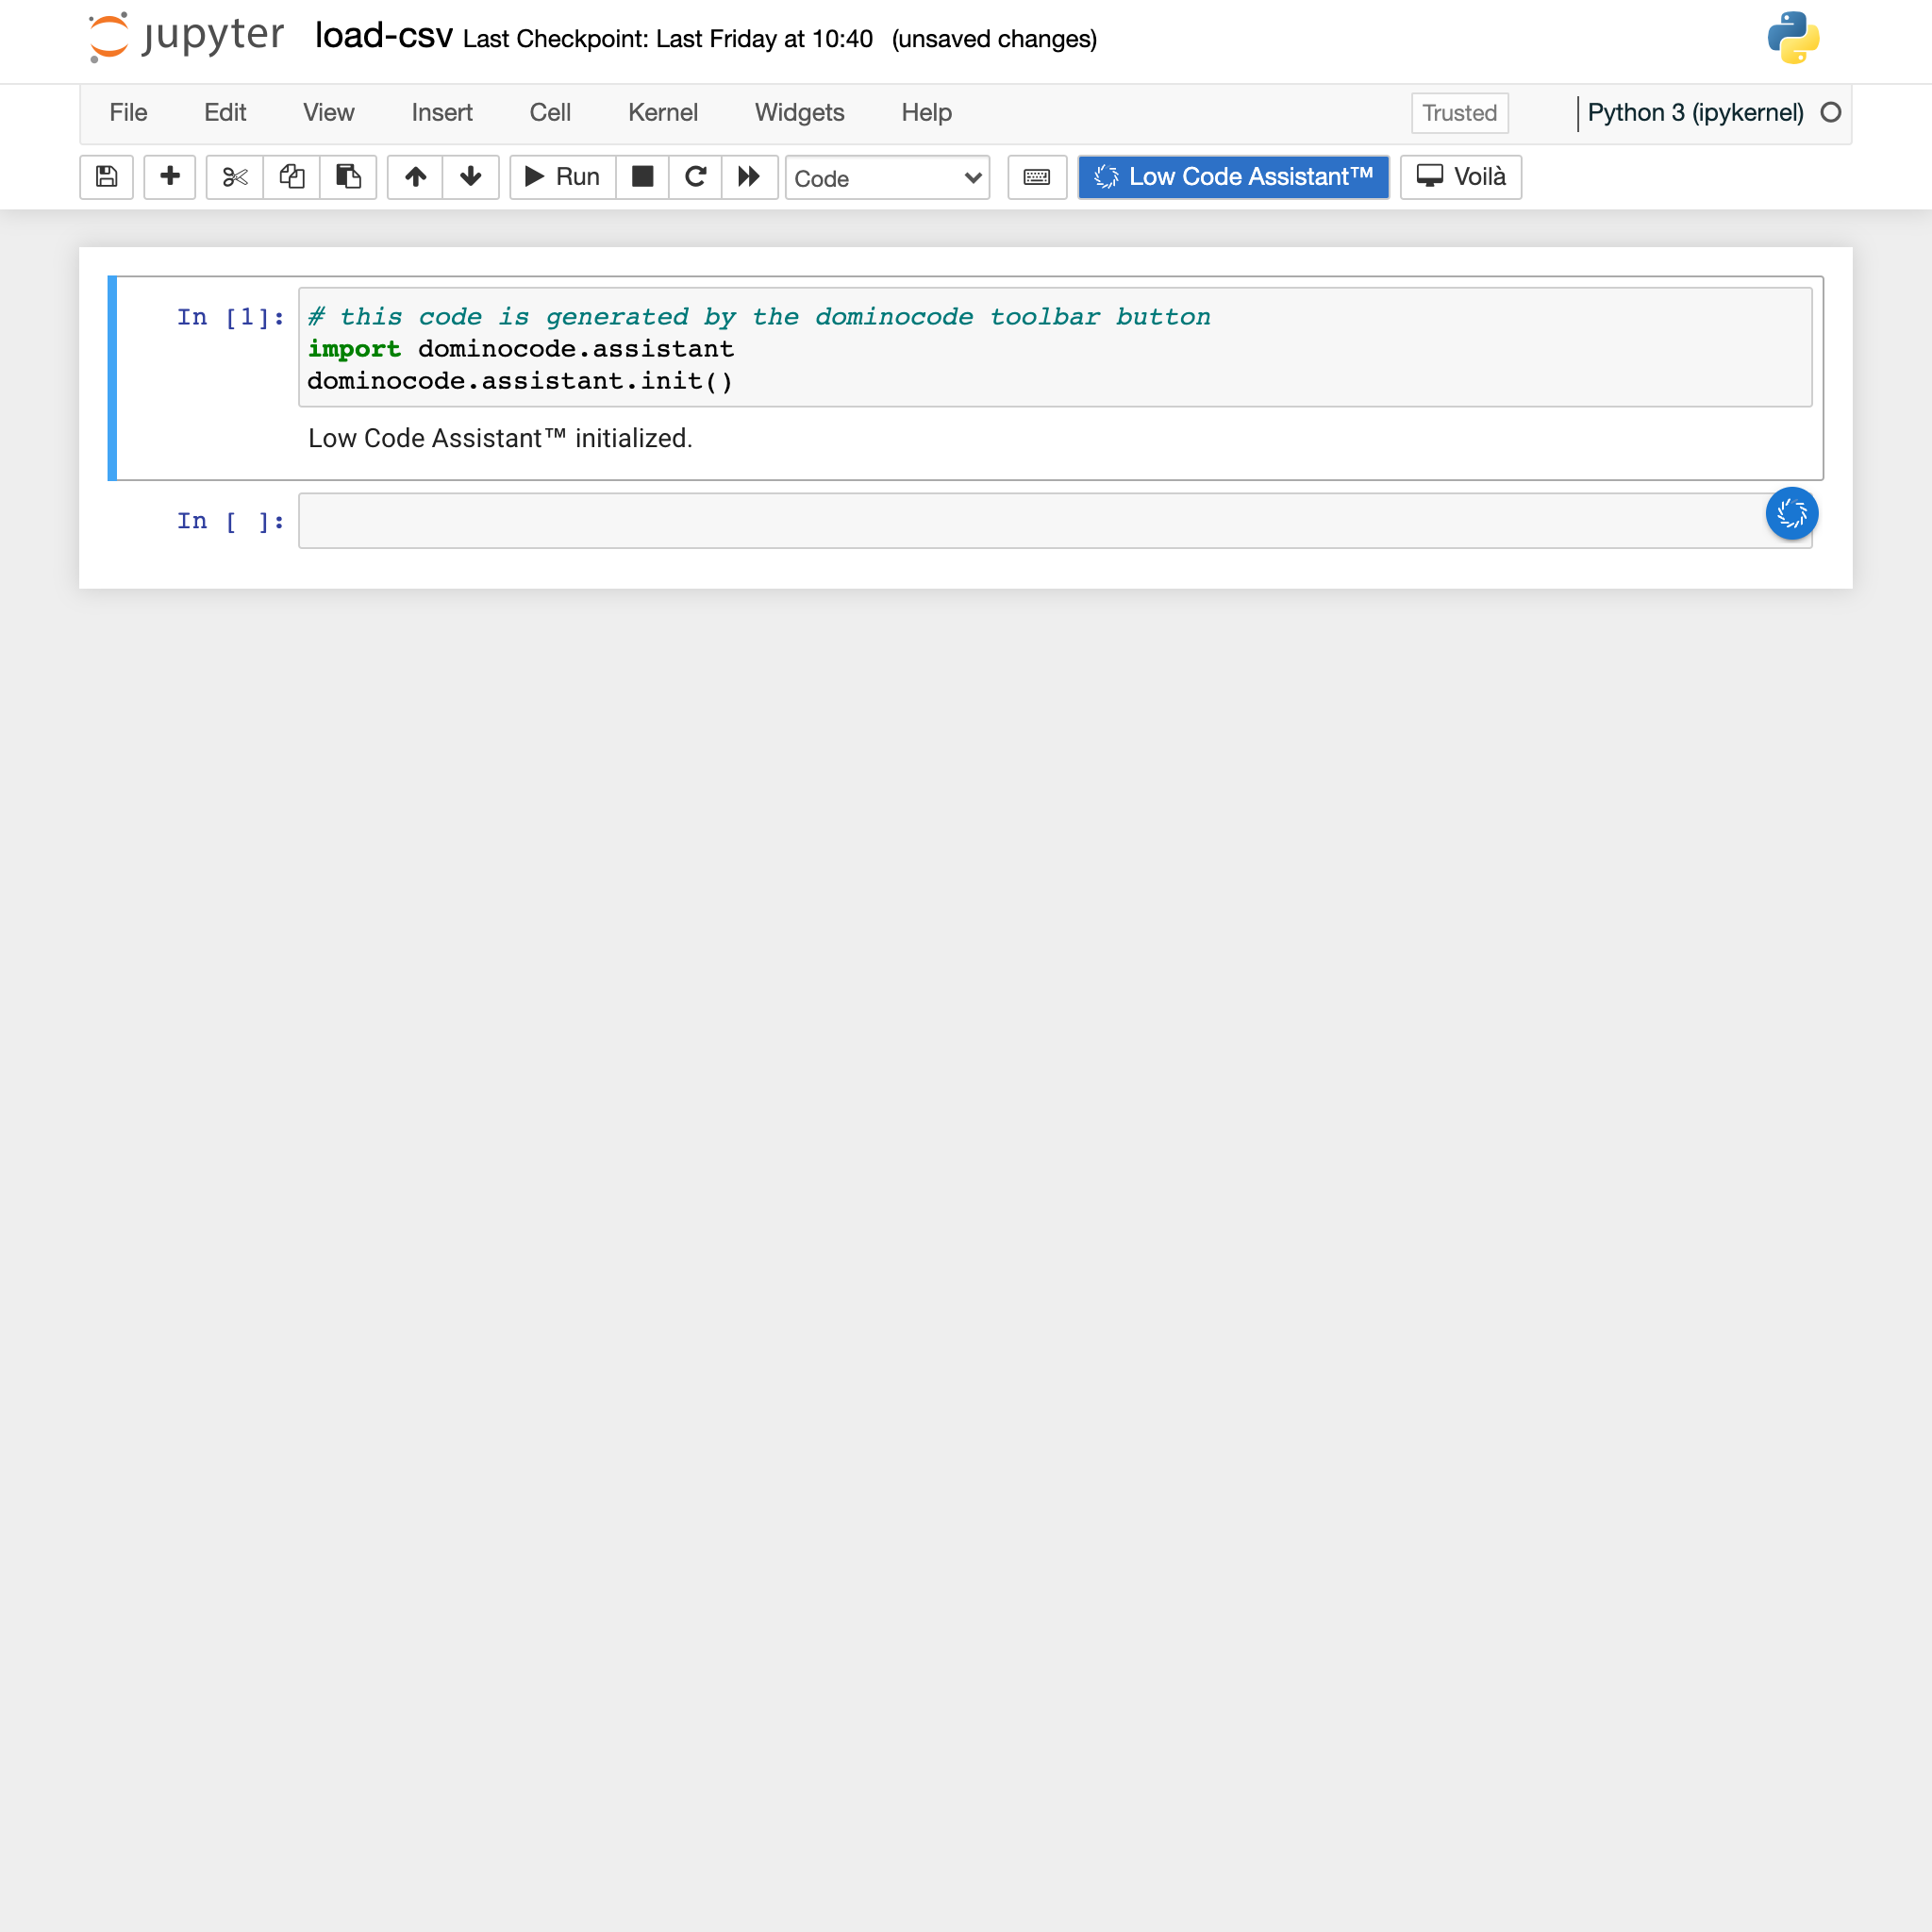 jupyter load-csv Last Checkpoint: Last Friday at 10:40 (unsaved changes)
File Edit View Insert Cell Kernel Widgets Help Trusted Python 3 (ipykernel)
Run Code Low Code Assistant™ Voilà
In [1]: # this code is generated by the dominocode toolbar button
import dominocode.assistant
dominocode.assistant.init()
Low Code Assistant™ initialized.
In [ ]: